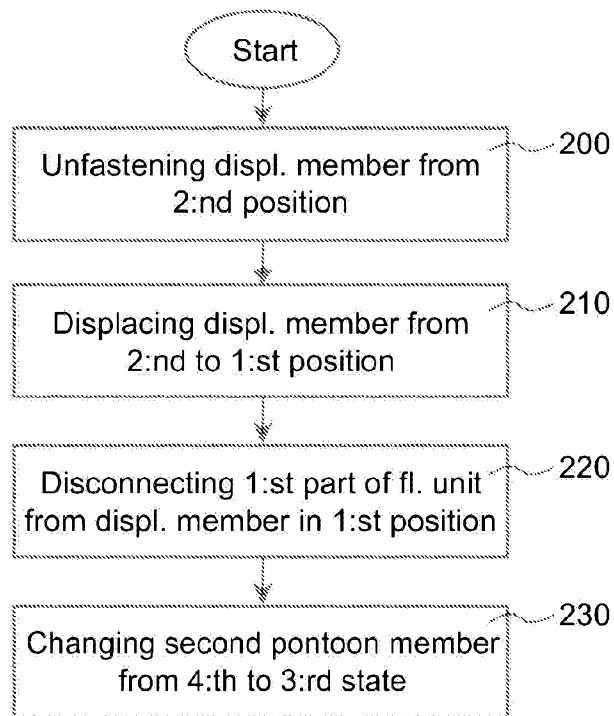 Start
Unfastening displ. member from
2:nd position
200
Displacing displ. member from
2:nd to 1:st position
210
Disconnecting 1:st part of fl. unit
from displ. member in 1:st position
220
Changing second pontoon member
from 4:th to 3:rd state
230